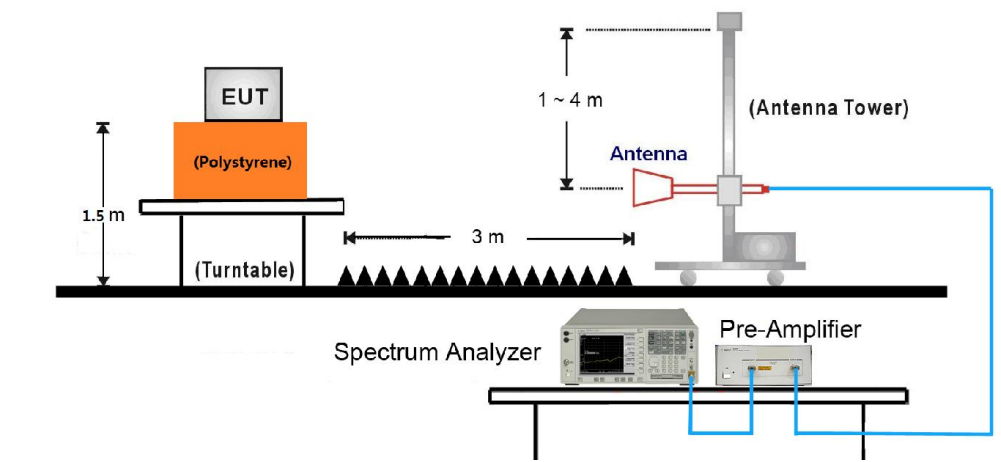 EUT
(Polystyrene)
1.5 m
(Turntable)
3 m
1 ~ 4 m
Antenna
(Antenna Tower)
Spectrum Analyzer
Pre-Amplifier